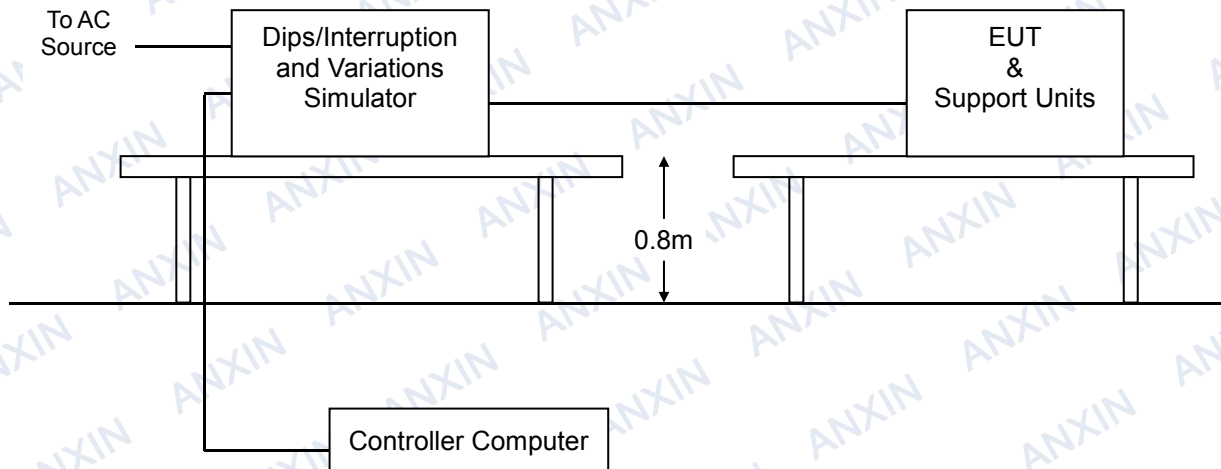 To AC
Source
Dips/Interruption
and Variations
Simulator
EUT
&
Support Units
0.8m
Controller Computer
ANXIN